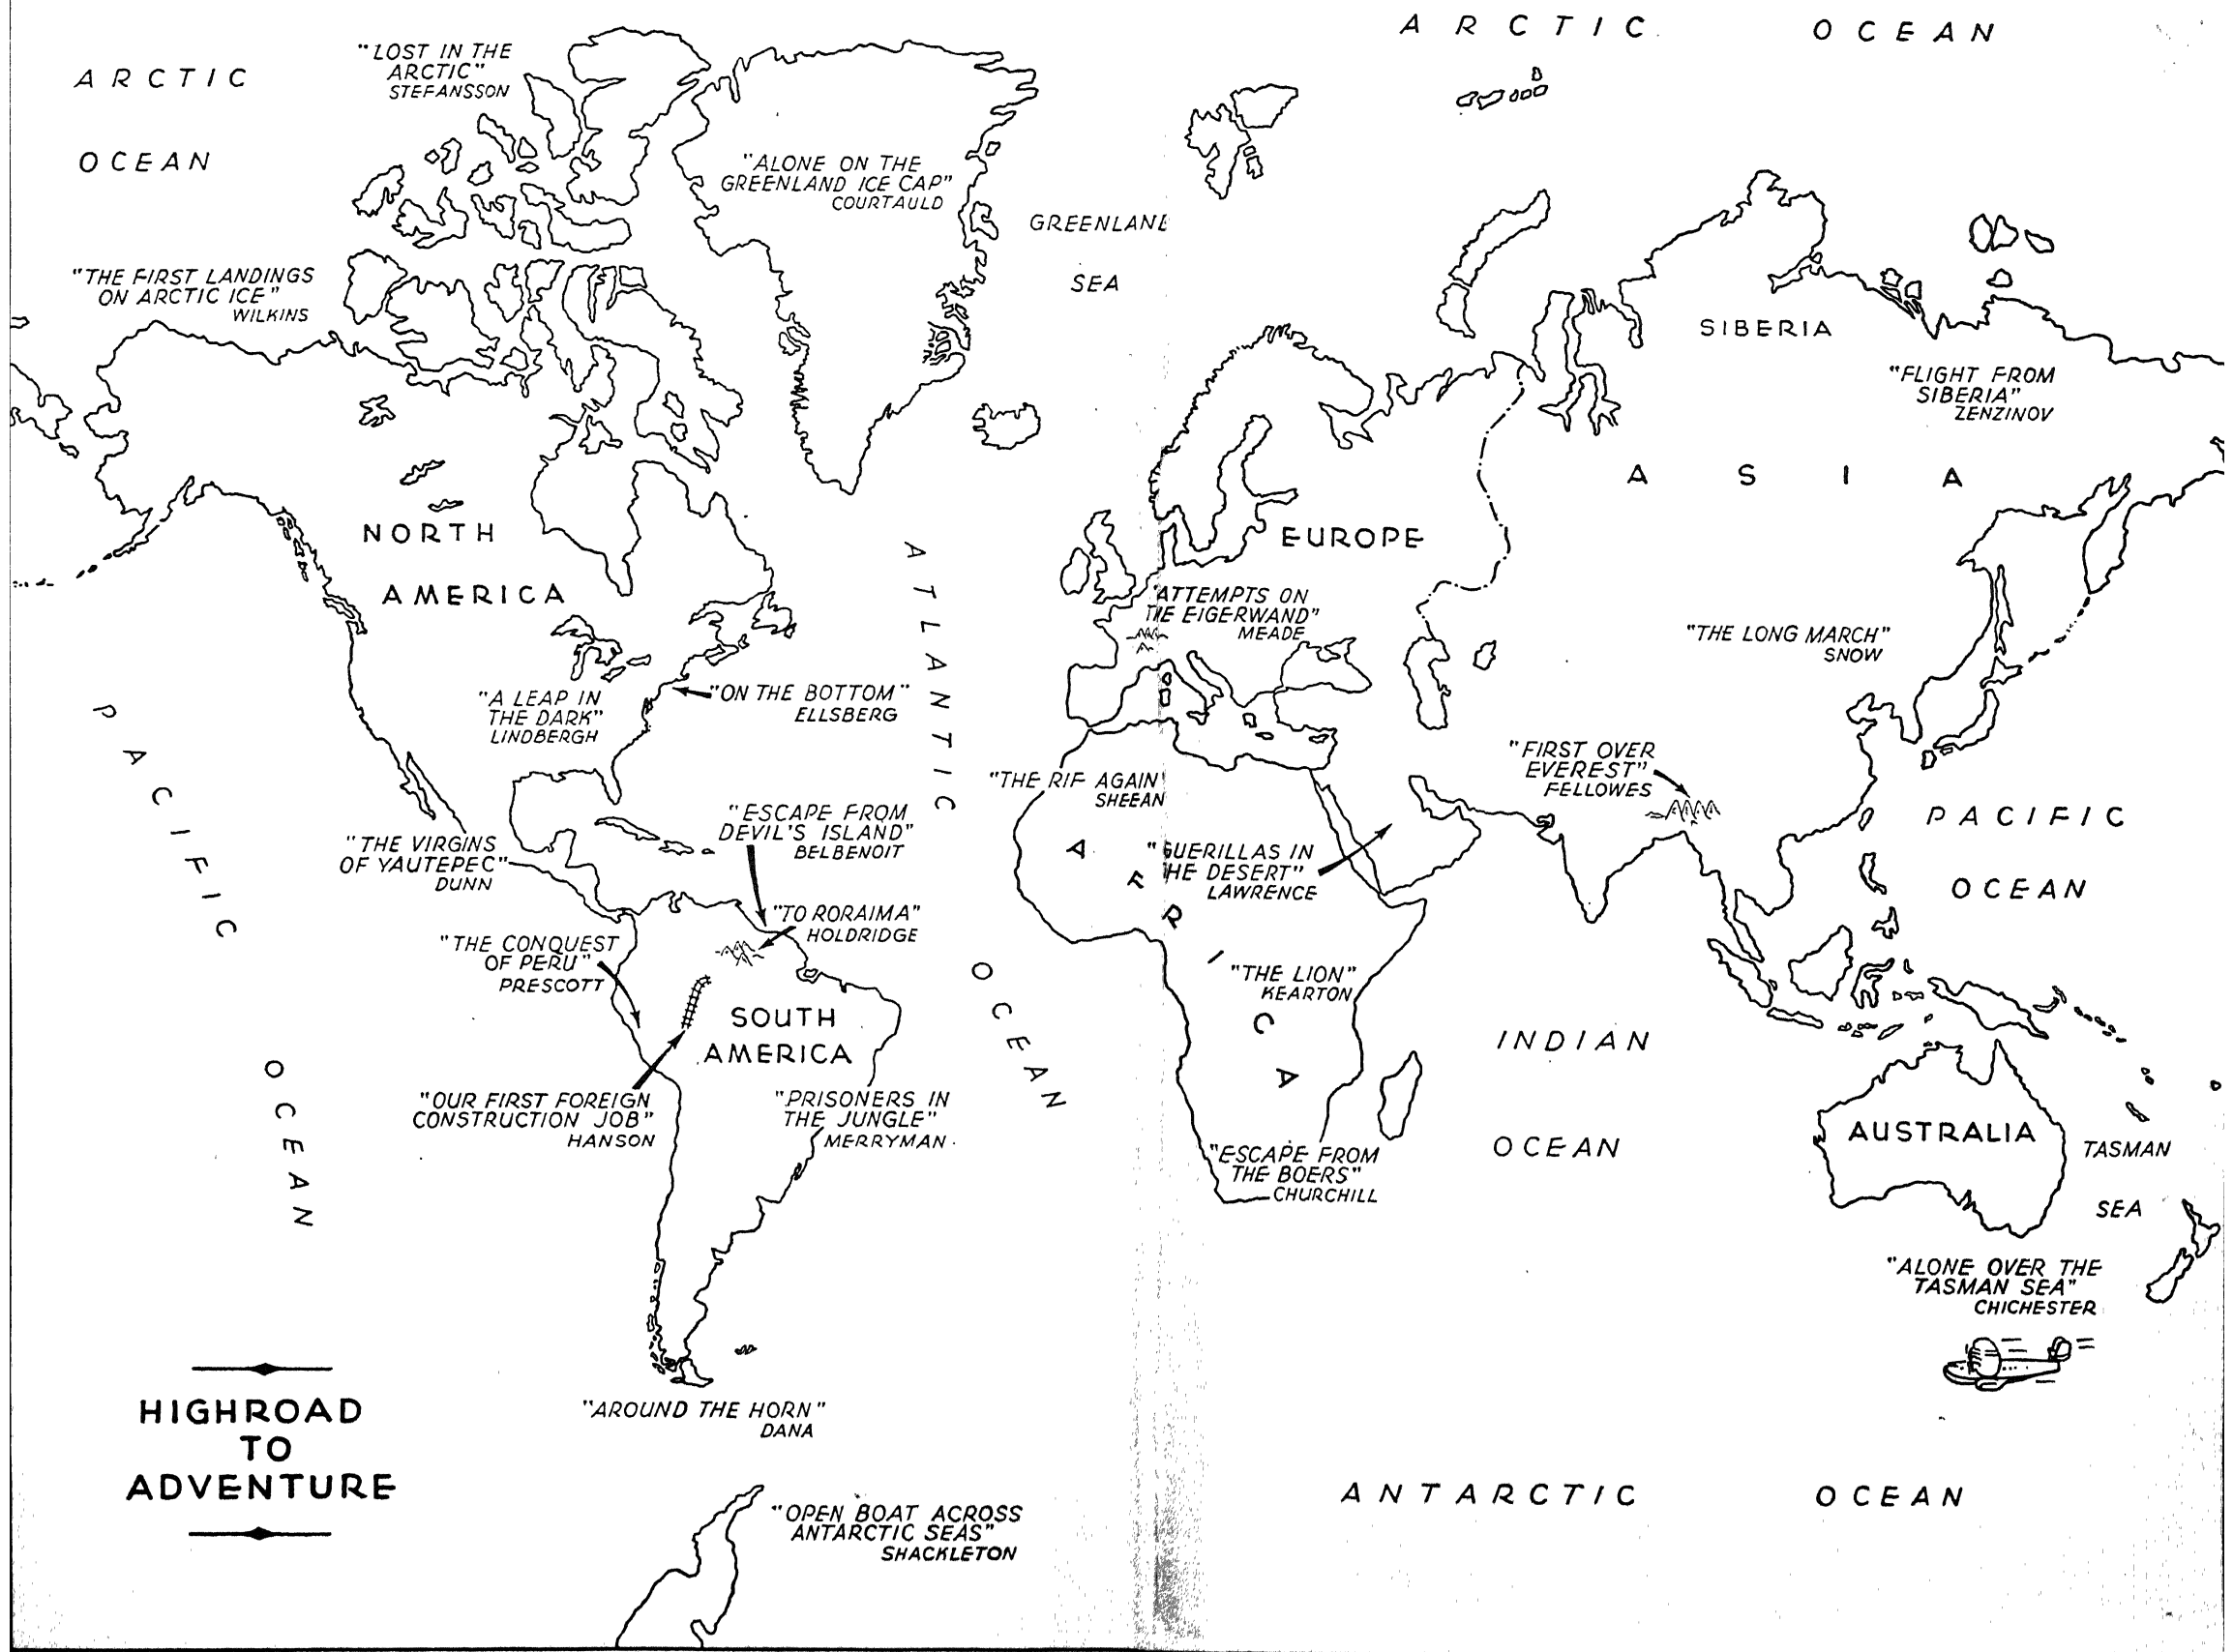 ARCTIC OCEAN
ARCTIC
OCEAN
"LOST IN THE
ARCTIC"
STEFANSSON
"ALONE ON THE
GREENLAND ICE CAP"
COURTAULD
GREENLAND
SEA
"THE FIRST LANDINGS
ON ARCTIC ICE"
WILKINS
SIBERIA
"FLIGHT FROM
SIBERIA"
ZENZINOV
ASIA
NORTH
AMERICA
EUROPE
ATLANTIC
OCEAN
"ATTEMPTS ON
THE EIGERWAND"
MEADE
"THE LONG MARCH"
SNOW
"A LEAP IN
THE DARK"
LINDBERGH
"ON THE BOTTOM"
ELLSBERG
PACIFIC
OCEAN
"FIRST OVER
EVEREST"
FELLOWES
"THE RIF AGAIN"
SHEEAN
"ESCAPE FROM
DEVIL'S ISLAND"
BELBENOIT
"THE VIRGINS
OF YAUTEPEC"
DUNN
AFRICA
"GUERILLAS IN
THE DESERT"
LAWRENCE
PACIFIC
OCEAN
"TO RORAIMA"
HOLDRIDGE
"THE CONQUEST
OF PERU"
PRESCOTT
"THE LION"
KEARTON
SOUTH
AMERICA
INDIAN
OCEAN
"OUR FIRST FOREIGN
CONSTRUCTION JOB"
HANSON
"PRISONERS IN
THE JUNGLE"
MERRYMAN
"ESCAPE FROM
THE BOERS"
CHURCHILL
AUSTRALIA
TASMAN
SEA
"ALONE OVER THE
TASMAN SEA"
CHICHESTER
"AROUND THE HORN"
DANA
HIGHROAD
TO
ADVENTURE
ANTARCTIC OCEAN
"OPEN BOAT ACROSS
ANTARCTIC SEAS"
SHACKLETON